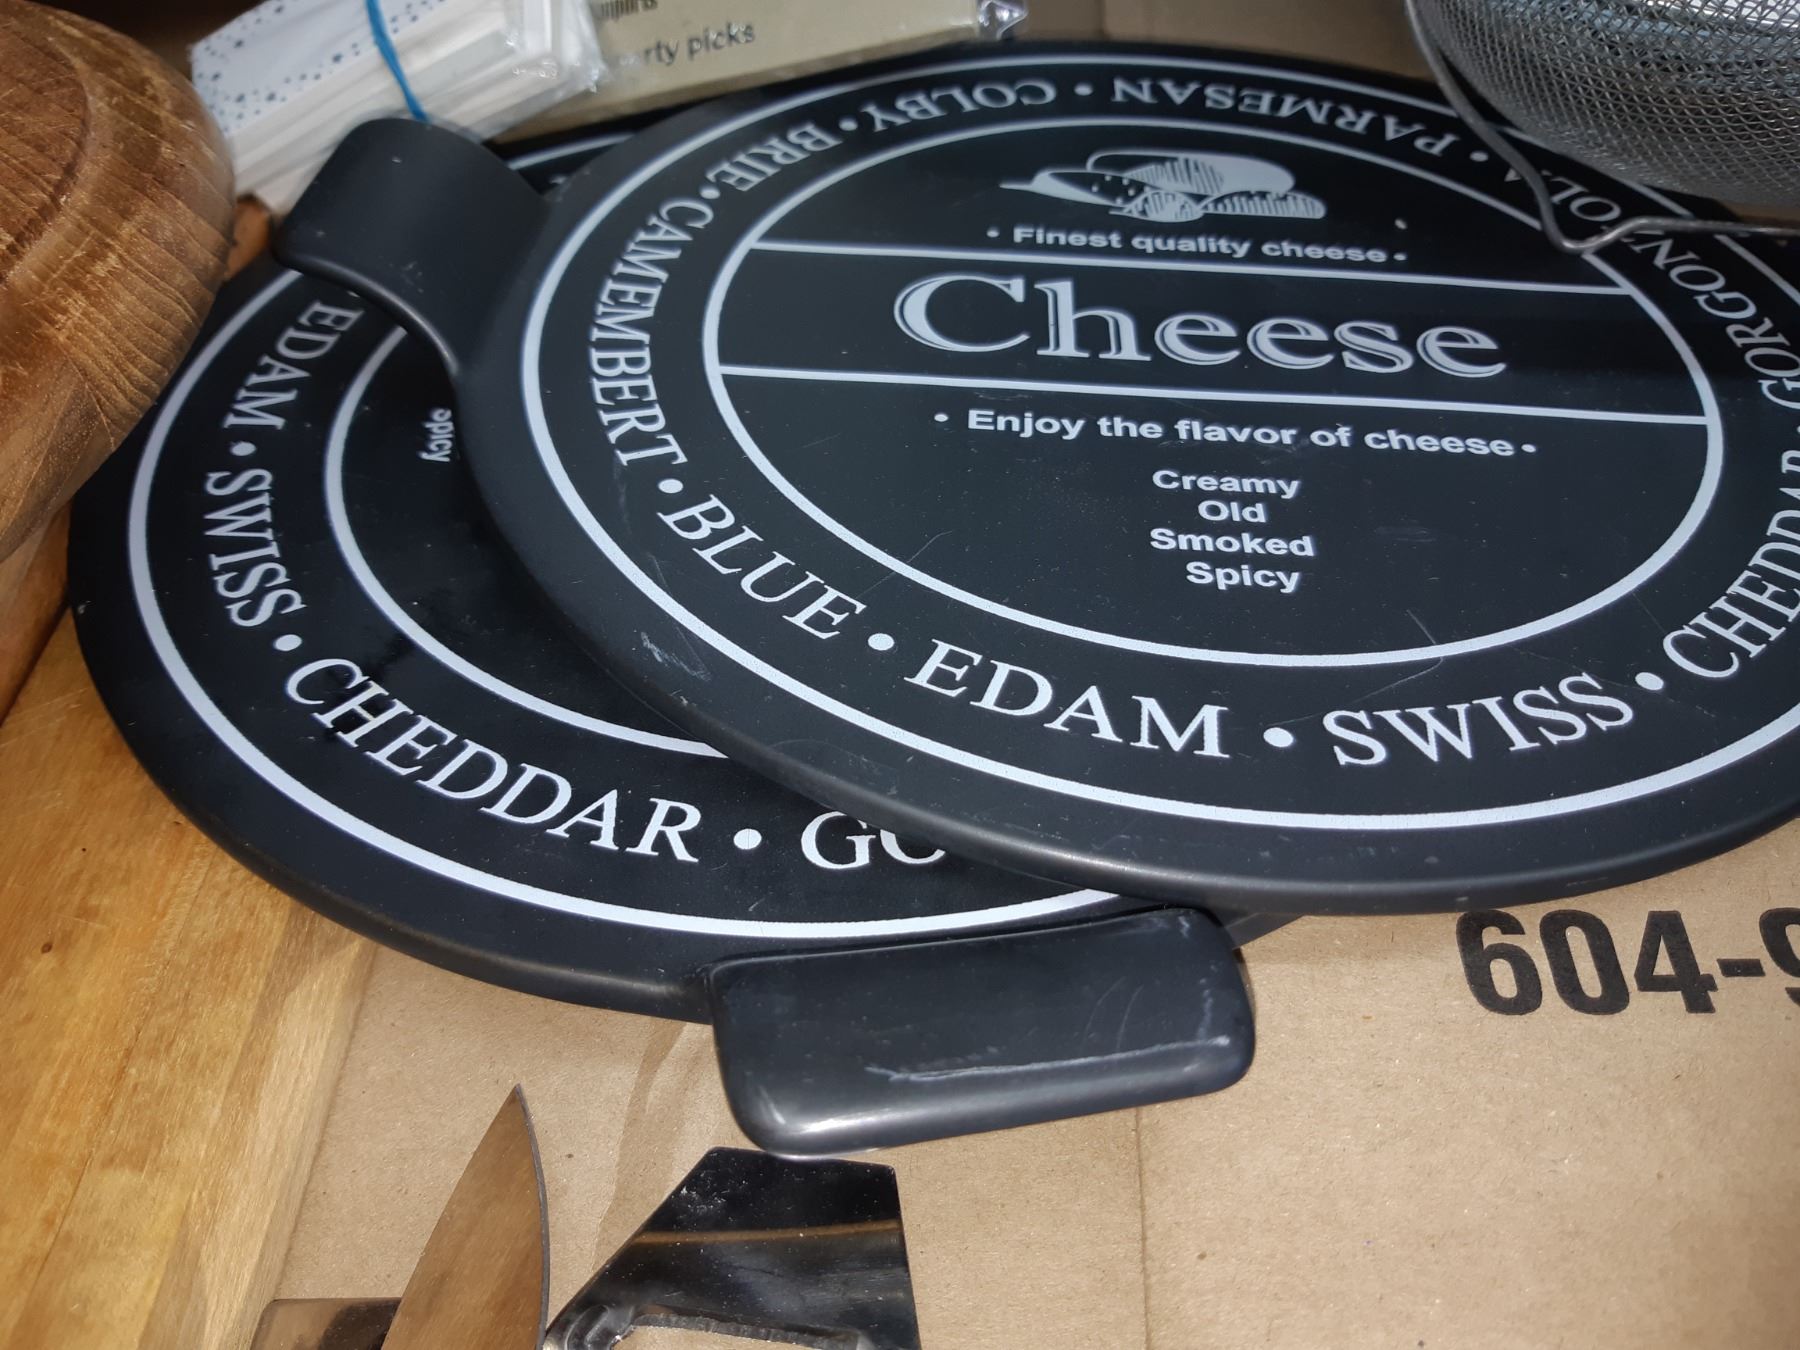 party picks
COLBY • PARMESAN •
BRIE • CAMEMBERT • BLUE • EDAM • SWISS • CHEDDAR •
• Finest quality cheese •
Cheese
• Enjoy the flavor of cheese •
Creamy
Old
Smoked
Spicy
spicy
EDAM • SWISS • CHEDDAR • GO
604-9